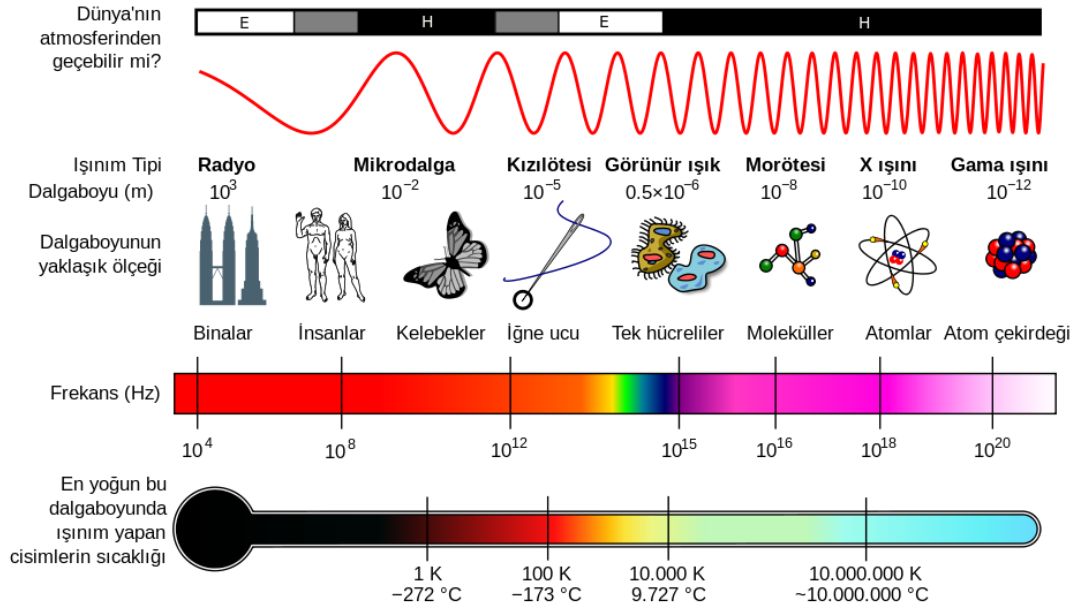 Dünya'nın
atmosferinden
geçebilir mi?
E H E H
Işınım Tipi Radyo Mikrodalga Kızılötesi Görünür ışık Morötesi X ışını Gama ışını
Dalgaboyu (m) 10³ 10⁻² 10⁻⁵ 0.5×10⁻⁶ 10⁻⁸ 10⁻¹⁰ 10⁻¹²
Dalgaboyunun
yaklaşık ölçeği
Binalar İnsanlar Kelebekler İğne ucu Tek hücreliler Moleküller Atomlar Atom çekirdeği
Frekans (Hz)
10⁴ 10⁸ 10¹² 10¹⁵ 10¹⁶ 10¹⁸ 10²⁰
En yoğun bu
dalgaboyunda
ışınım yapan
cisimlerin sıcaklığı
1 K 100 K 10.000 K 10.000.000 K
−272 °C −173 °C 9.727 °C ~10.000.000 °C